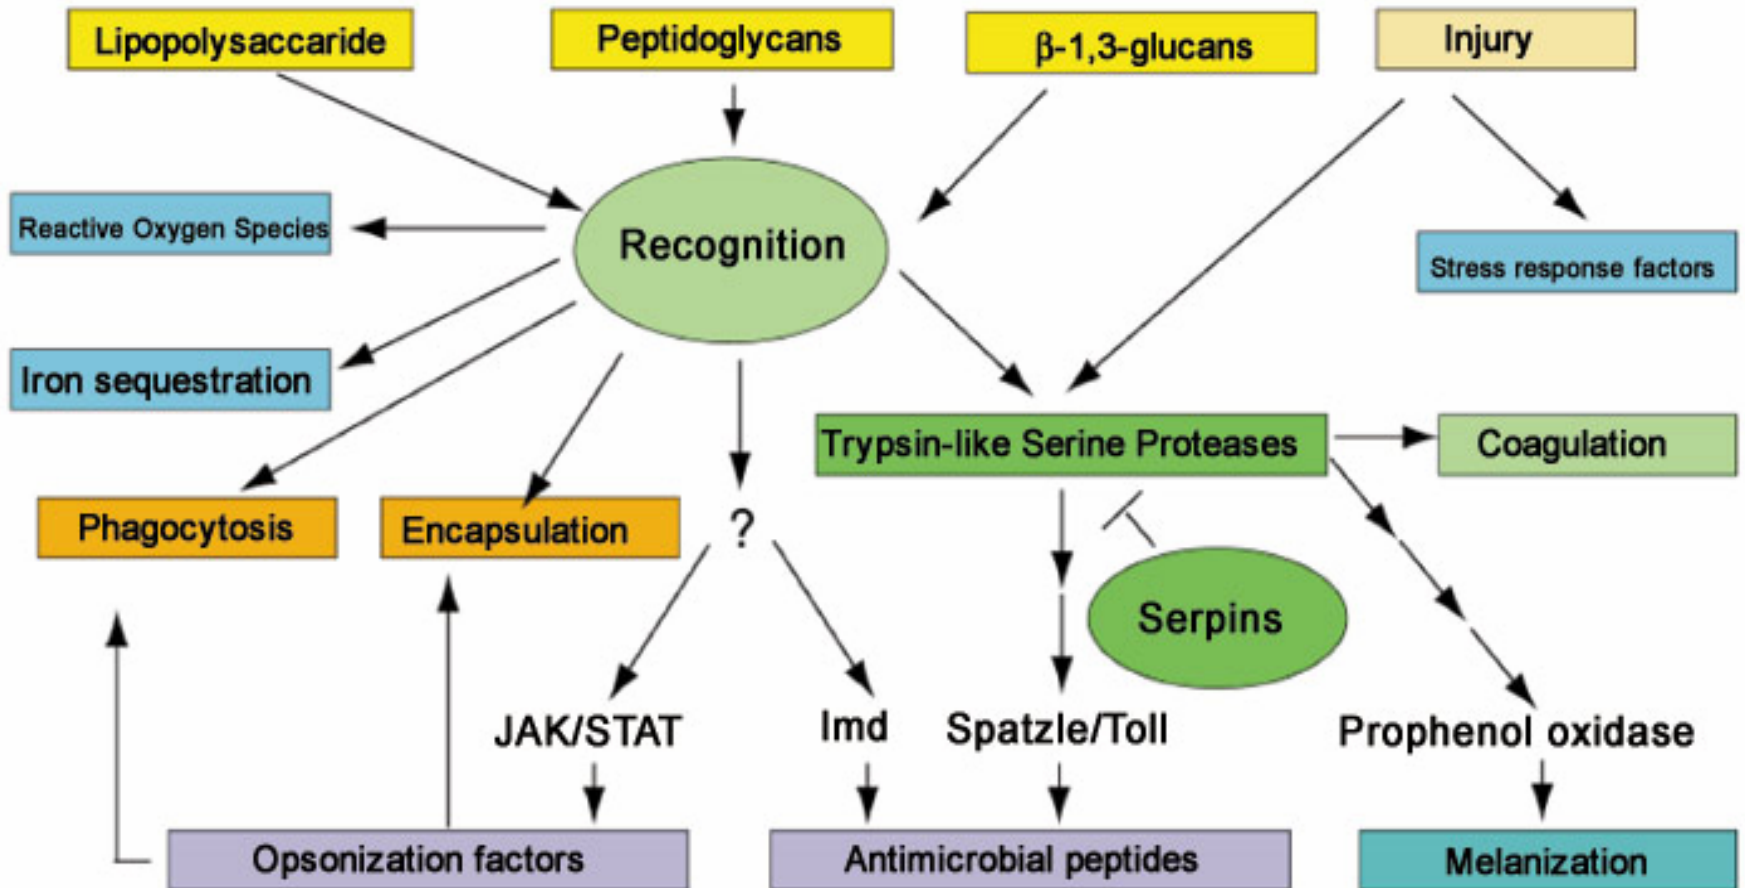 Lipopolysaccaride
Peptidoglycans
β-1,3-glucans
Injury
Reactive Oxygen Species
Recognition
Stress response factors
Iron sequestration
Trypsin-like Serine Proteases
Coagulation
Phagocytosis
Encapsulation
?
Serpins
JAK/STAT
Imd
Spatzle/Toll
Prophenol oxidase
Opsonization factors
Antimicrobial peptides
Melanization